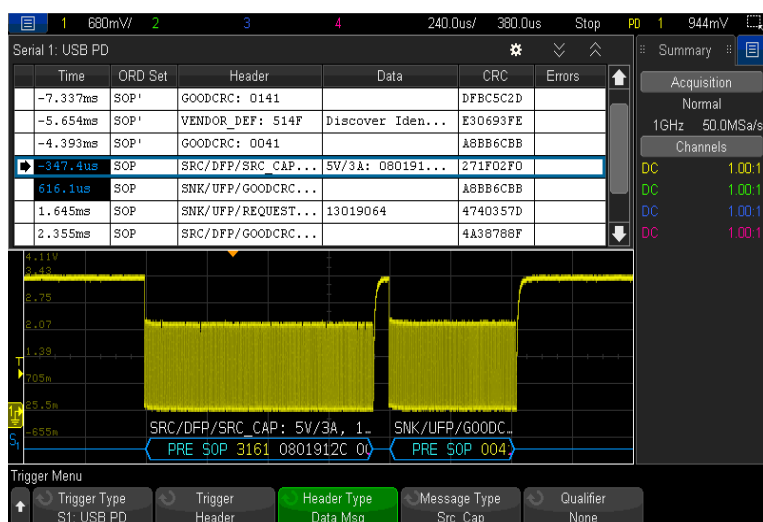 1 680mV/ 2 3 4 240.0us/ 380.0us Stop PD 1 944mV
Serial 1: USB PD
Summary
Time ORD Set Header Data CRC Errors
-7.337ms SOP' GOODCRC: 0141 DFBC5C2D
-5.654ms SOP' VENDOR_DEF: 514F Discover Iden... E30693FE
-4.393ms SOP' GOODCRC: 0041 A8BB6CBB
-347.4us SOP SRC/DFP/SRC_CAP... 5V/3A: 080191... 271F02F0
616.1us SOP SNK/UFP/GOODCRC... A8BB6CBB
1.645ms SOP SNK/UFP/REQUEST... 13019064 4740357D
2.355ms SOP SRC/DFP/GOODCRC... 4A38788F
Acquisition
Normal
1GHz 50.0MSa/s
Channels
DC 1.00:1
DC 1.00:1
DC 1.00:1
DC 1.00:1
4.11V
3.43
2.75
2.07
1.39
705m
25.5m
-655m
T
1
S1
SRC/DFP/SRC_CAP: 5V/3A, 1… SNK/UFP/GOODC…
PRE SOP 3161 0801912C 00 PRE SOP 004
Trigger Menu
Trigger Type Trigger Header Type Message Type Qualifier
S1: USB PD Header Data Msg Src_Cap None